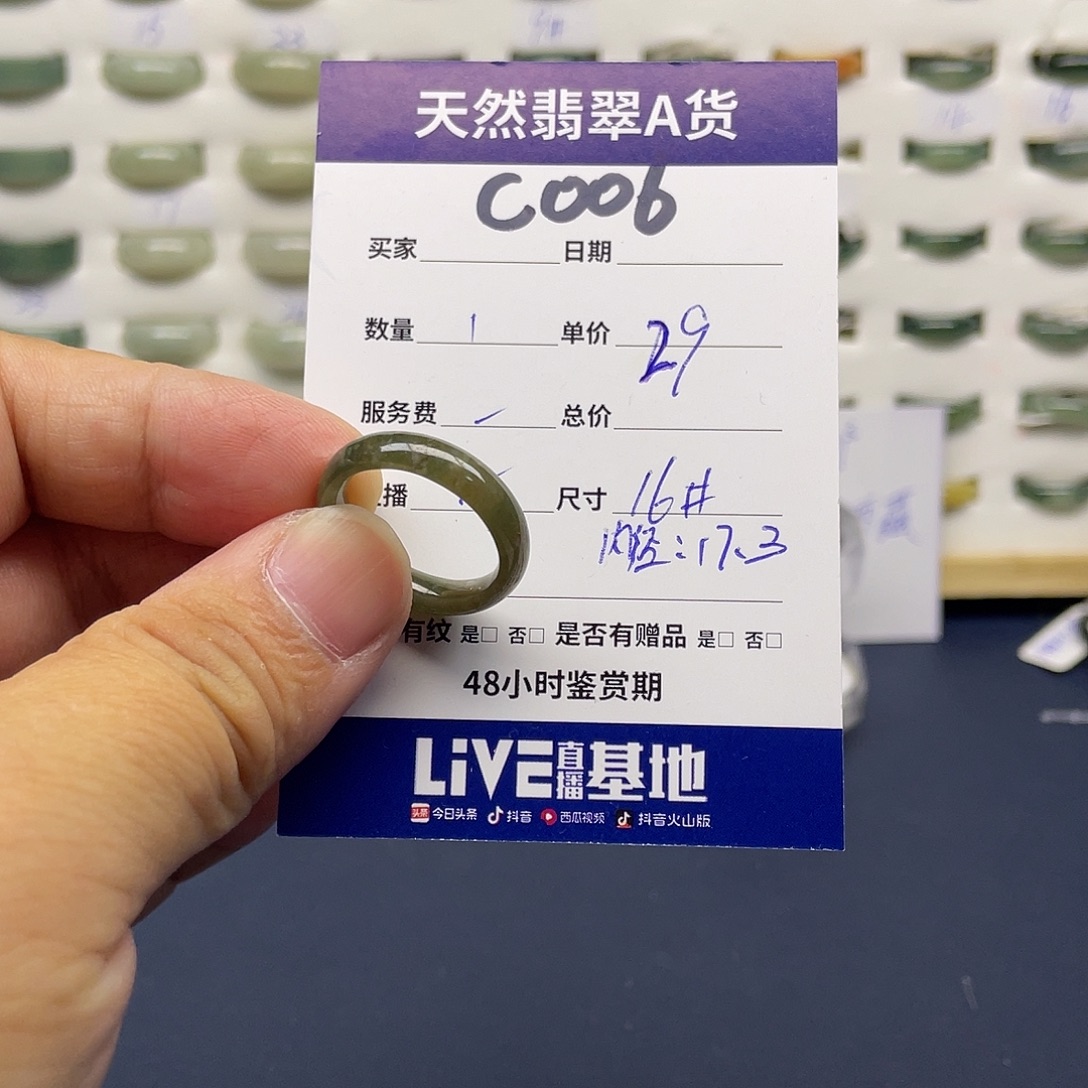 天然翡翠A货
C006
买家 日期
数量 1 单价 29
服务费 总价
播 尺寸 16#
内径:17.3
有纹 是□ 否□ 是否有赠品 是□ 否□
48小时鉴赏期
LiVE直播基地
头条 今日头条 抖音 西瓜视频 抖音火山版